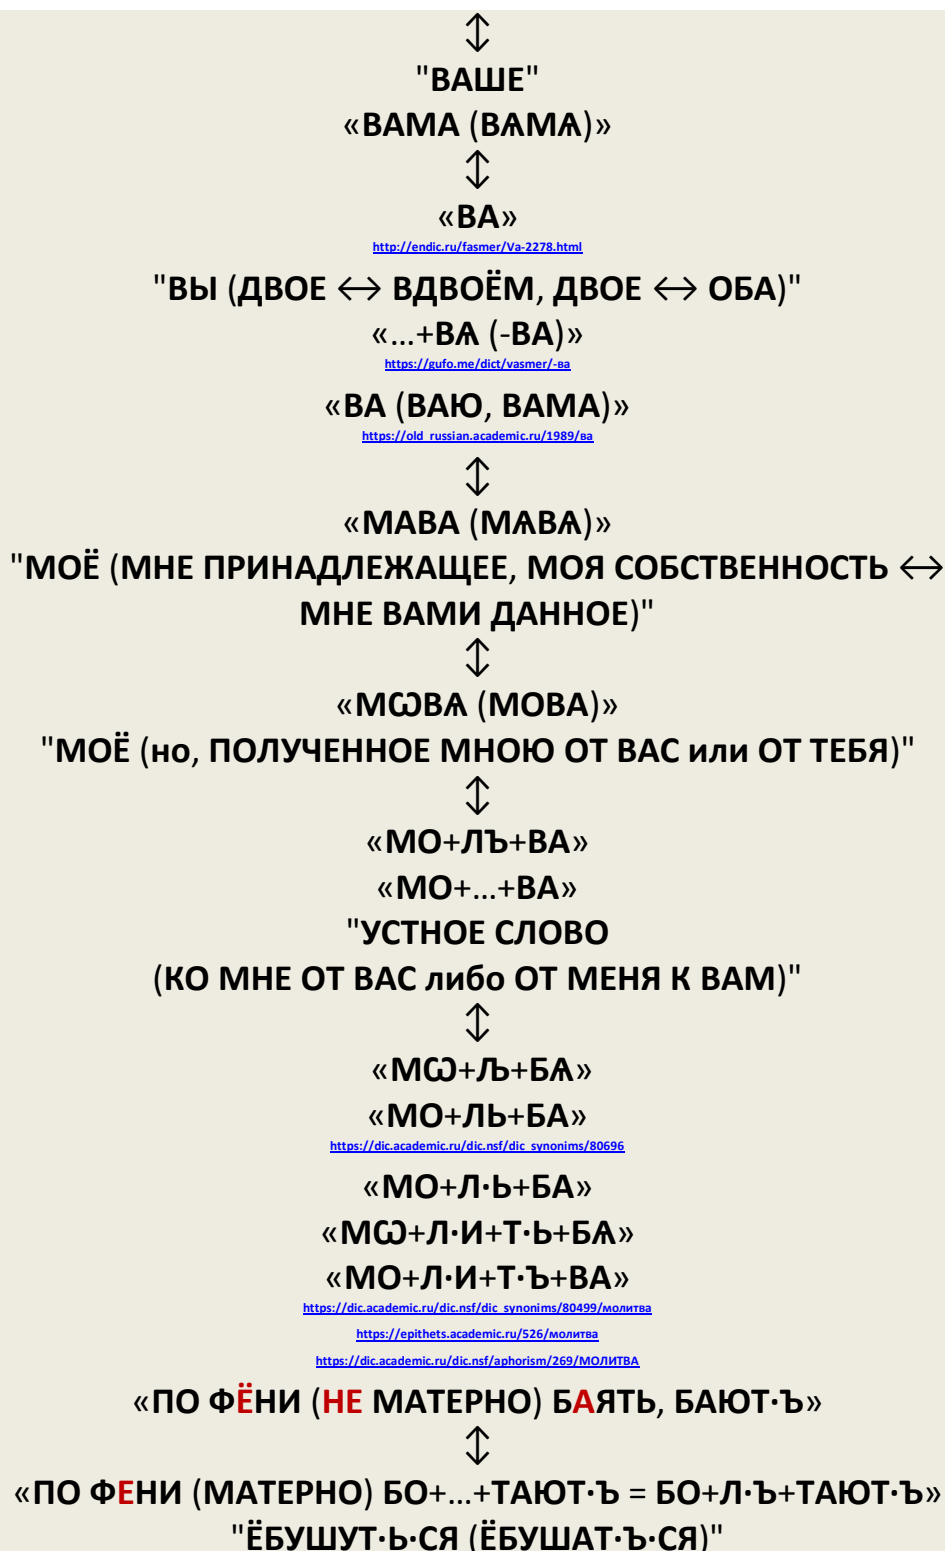 ↕
"ВАШЕ"
«ВАМА (ВѦМѦ)»
↕
«ВА»
http://endic.ru/fasmer/Va-2278.html
"ВЫ (ДВОЕ ↔ ВДВОЁМ, ДВОЕ ↔ ОБА)"
«...+ВѦ (-ВА)»
https://gufo.me/dict/vasmer/-ва
«ВА (ВАЮ, ВАМА)»
https://old_russian.academic.ru/1989/ва
↕
«МАВА (МѦВѦ)»
"МОЁ (МНЕ ПРИНАДЛЕЖАЩЕЕ, МОЯ СОБСТВЕННОСТЬ ↔
МНЕ ВАМИ ДАННОЕ)"
↕
«МѠВѦ (МОВА)»
"МОЁ (но, ПОЛУЧЕННОЕ МНОЮ ОТ ВАС или ОТ ТЕБЯ)"
↕
«МО+ЛЪ+ВА»
«МО+...+ВА»
"УСТНОЕ СЛОВО
(КО МНЕ ОТ ВАС либо ОТ МЕНЯ К ВАМ)"
↕
«МѠ+Љ+БѦ»
«МО+ЛЬ+БА»
https://dic.academic.ru/dic.nsf/dic_synonims/80696
«МО+Л·Ь+БА»
«МѠ+Л·И+Т·Ь+БѦ»
«МО+Л·И+Т·Ъ+ВА»
https://dic.academic.ru/dic.nsf/dic_synonims/80499/молитва
https://epithets.academic.ru/526/молитва
https://dic.academic.ru/dic.nsf/aphorism/269/МОЛИТВА
«ПО ФЁНИ (НЕ МАТЕРНО) БАЯТЬ, БАЮТ·Ъ»
↕
«ПО ФЕНИ (МАТЕРНО) БО+...+ТАЮТ·Ъ = БО+Л·Ъ+ТАЮТ·Ъ»
"ЁБУШУТ·Ь·СЯ (ЁБУШАТ·Ъ·СЯ)"